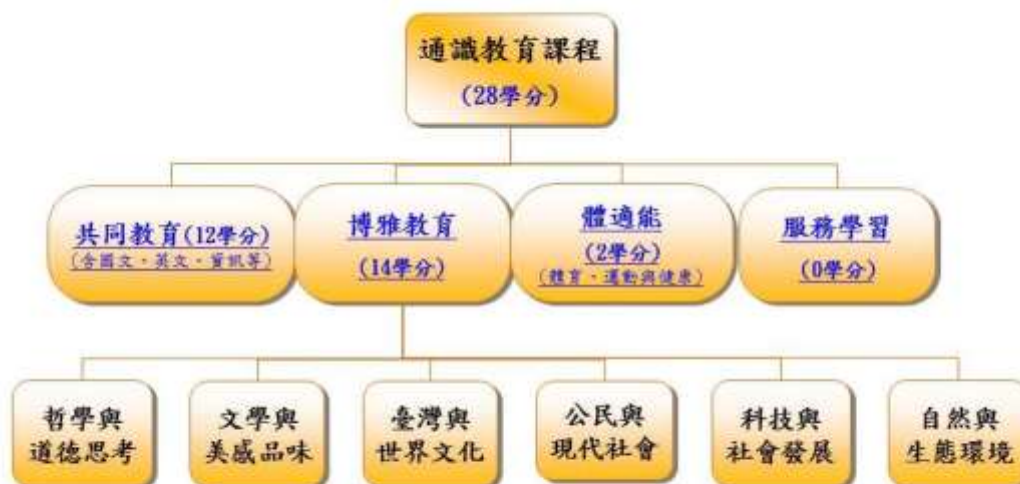 通識教育課程
(28學分)
共同教育(12學分)
(含國文、英文、資訊等)
博雅教育
(14學分)
體適能
(2學分)
(體育、運動與健康)
服務學習
(0學分)
哲學與
道德思考
文學與
美感品味
臺灣與
世界文化
公民與
現代社會
科技與
社會發展
自然與
生態環境